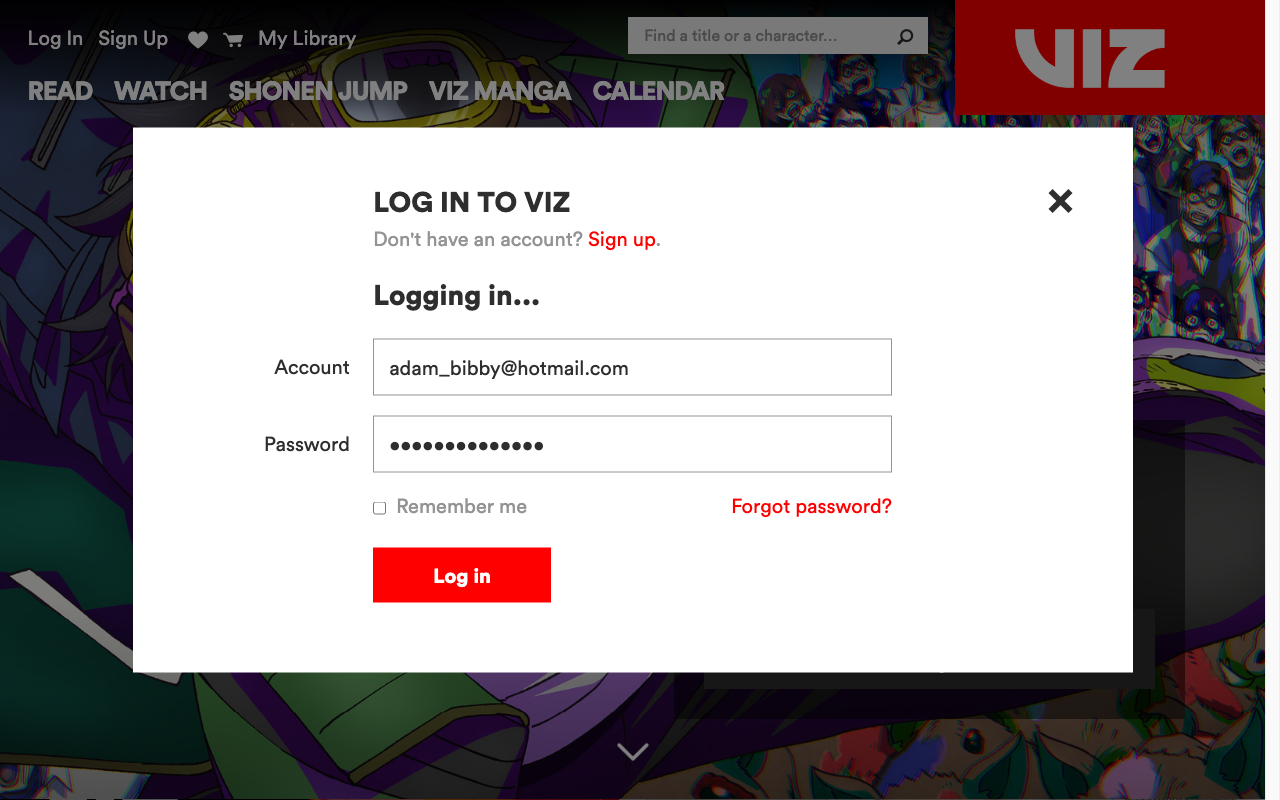 Log In Sign Up My Library
Find a title or a character...
VIZ
READ WATCH SHONEN JUMP VIZ MANGA CALENDAR
LOG IN TO VIZ
Don't have an account? Sign up.
Logging in...
Account adam_bibby@hotmail.com
Password ••••••••••••••
Remember me Forgot password?
Log in